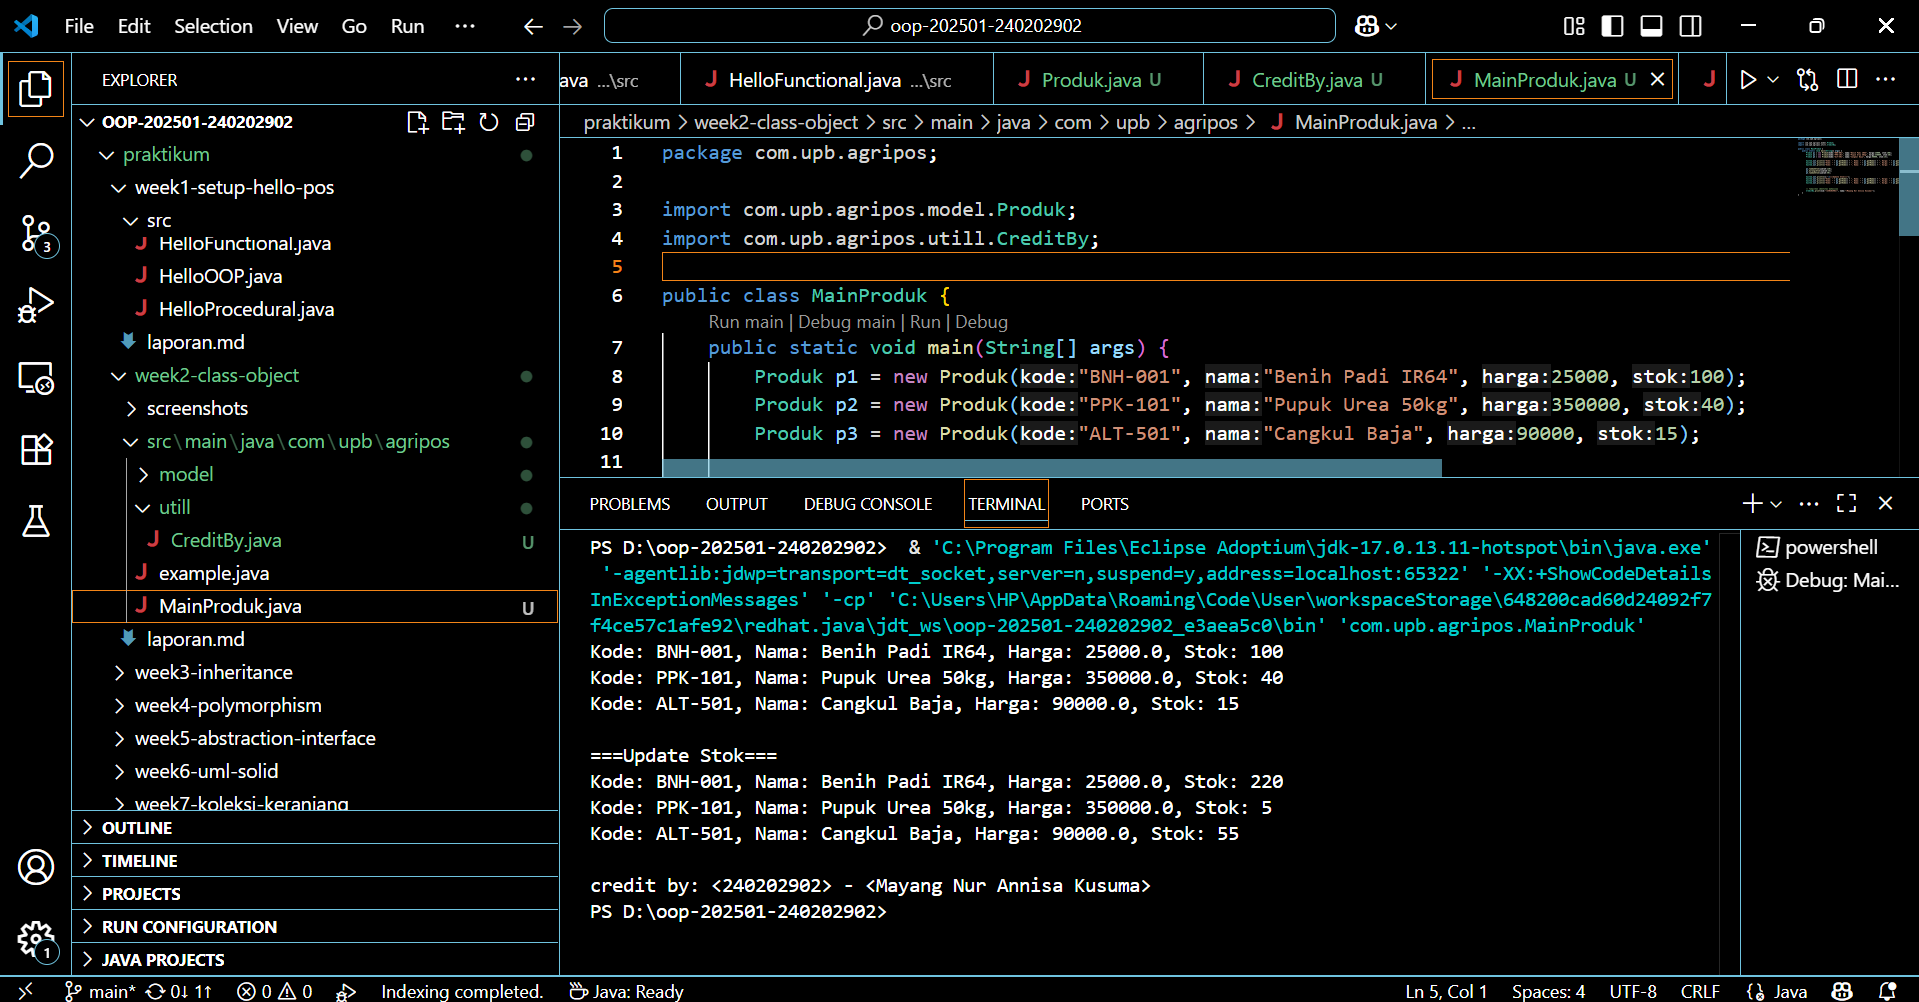 File Edit Selection View Go Run ...
oop-202501-240202902
EXPLORER
OOP-202501-240202902
praktikum
week1-setup-hello-pos
src
HelloFunctional.java
HelloOOP.java
HelloProcedural.java
laporan.md
week2-class-object
screenshots
src\main\java\com\upb\agripos
model
utill
CreditBy.java U
example.java
MainProduk.java U
laporan.md
week3-inheritance
week4-polymorphism
week5-abstraction-interface
week6-uml-solid
week7-koleksi-keranjang
OUTLINE
TIMELINE
PROJECTS
RUN CONFIGURATION
JAVA PROJECTS
3
1
ava ...\src HelloFunctional.java ...\src Produk.java U CreditBy.java U MainProduk.java U
praktikum > week2-class-object > src > main > java > com > upb > agripos > MainProduk.java > ...
1 package com.upb.agripos;
2
3 import com.upb.agripos.model.Produk;
4 import com.upb.agripos.utill.CreditBy;
5
6 public class MainProduk {
Run main | Debug main | Run | Debug
7 public static void main(String[] args) {
8 Produk p1 = new Produk(kode:"BNH-001", nama:"Benih Padi IR64", harga:25000, stok:100);
9 Produk p2 = new Produk(kode:"PPK-101", nama:"Pupuk Urea 50kg", harga:350000, stok:40);
10 Produk p3 = new Produk(kode:"ALT-501", nama:"Cangkul Baja", harga:90000, stok:15);
11
PROBLEMS OUTPUT DEBUG CONSOLE TERMINAL PORTS
PS D:\oop-202501-240202902> & 'C:\Program Files\Eclipse Adoptium\jdk-17.0.13.11-hotspot\bin\java.exe'
'-agentlib:jdwp=transport=dt_socket,server=n,suspend=y,address=localhost:65322' '-XX:+ShowCodeDetails
InExceptionMessages' '-cp' 'C:\Users\HP\AppData\Roaming\Code\User\workspaceStorage\648200cad60d24092f7
f4ce57c1afe92\redhat.java\jdt_ws\oop-202501-240202902_e3aea5c0\bin' 'com.upb.agripos.MainProduk'
Kode: BNH-001, Nama: Benih Padi IR64, Harga: 25000.0, Stok: 100
Kode: PPK-101, Nama: Pupuk Urea 50kg, Harga: 350000.0, Stok: 40
Kode: ALT-501, Nama: Cangkul Baja, Harga: 90000.0, Stok: 15
===Update Stok===
Kode: BNH-001, Nama: Benih Padi IR64, Harga: 25000.0, Stok: 220
Kode: PPK-101, Nama: Pupuk Urea 50kg, Harga: 350000.0, Stok: 5
Kode: ALT-501, Nama: Cangkul Baja, Harga: 90000.0, Stok: 55
credit by: <240202902> - <Mayang Nur Annisa Kusuma>
PS D:\oop-202501-240202902>
powershell
Debug: Mai...
main* 0↓ 1↑ 0 0 Indexing completed. Java: Ready Ln 5, Col 1 Spaces: 4 UTF-8 CRLF {} Java